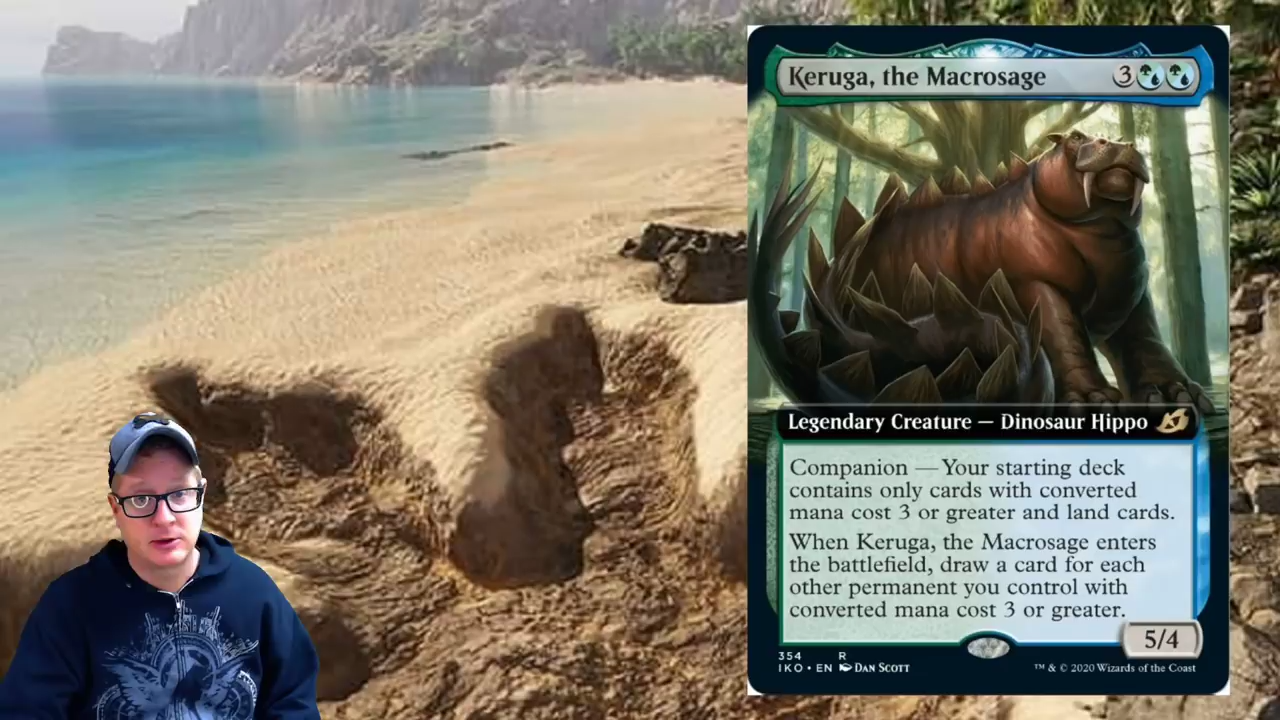 Keruga, the Macrosage 3
Legendary Creature — Dinosaur Hippo
Companion — Your starting deck
contains only cards with converted
mana cost 3 or greater and land cards.
When Keruga, the Macrosage enters
the battlefield, draw a card for each
other permanent you control with
converted mana cost 3 or greater.
5/4
354 R
IKO • EN Dan Scott
™ & © 2020 Wizards of the Coast